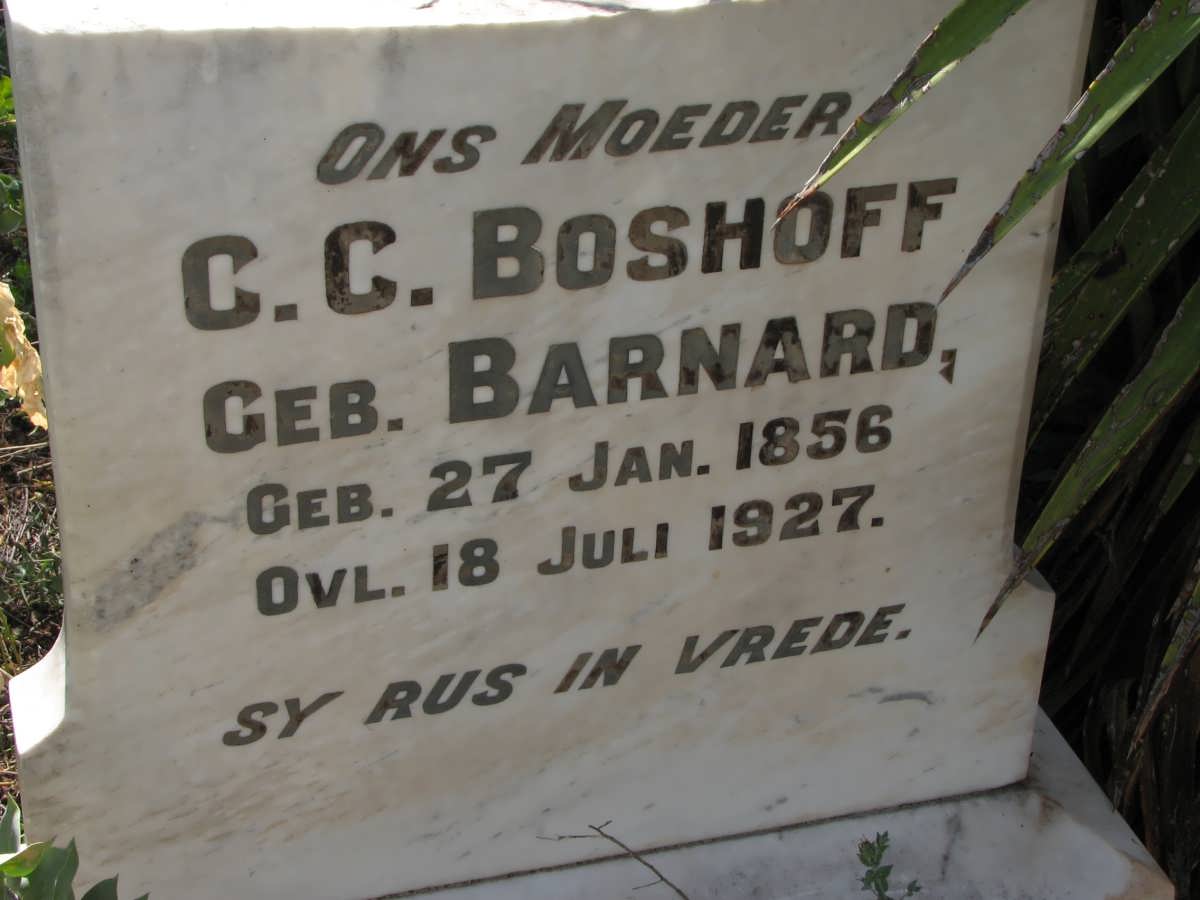 ONS MOEDER
C. C. BOSHOFF
GEB. BARNARD,
GEB. 27 JAN. 1856
OVL. 18 JULI 1927.
SY RUS IN VREDE.